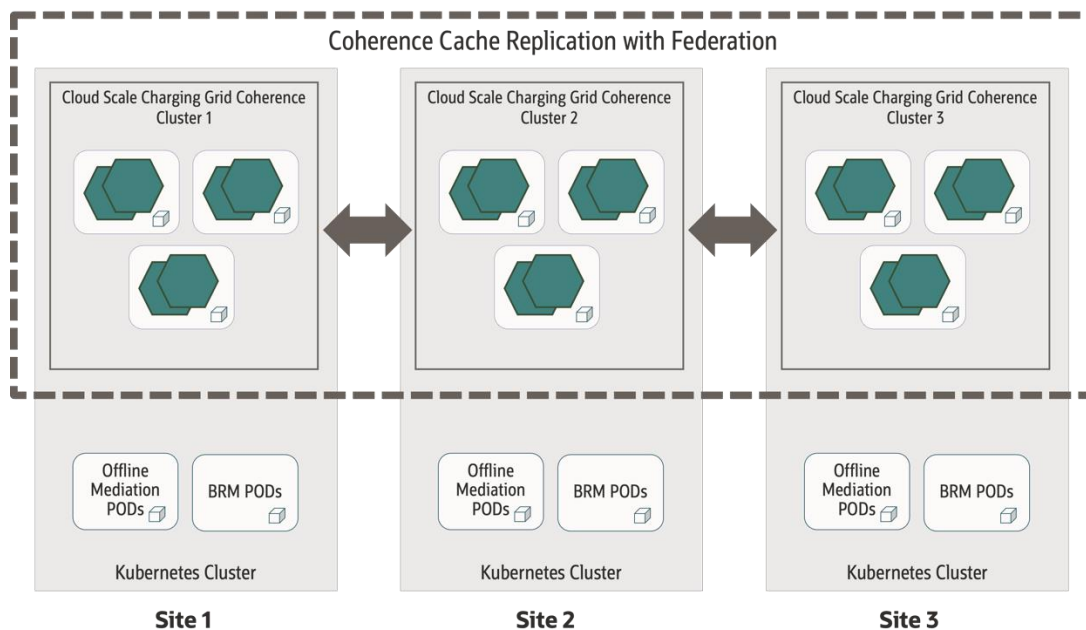 Coherence Cache Replication with Federation
Cloud Scale Charging Grid Coherence
Cluster 1
Cloud Scale Charging Grid Coherence
Cluster 2
Cloud Scale Charging Grid Coherence
Cluster 3
Offline
Mediation
PODs
BRM PODs
Offline
Mediation
PODs
BRM PODs
Offline
Mediation
PODs
BRM PODs
Kubernetes Cluster
Kubernetes Cluster
Kubernetes Cluster
Site 1
Site 2
Site 3